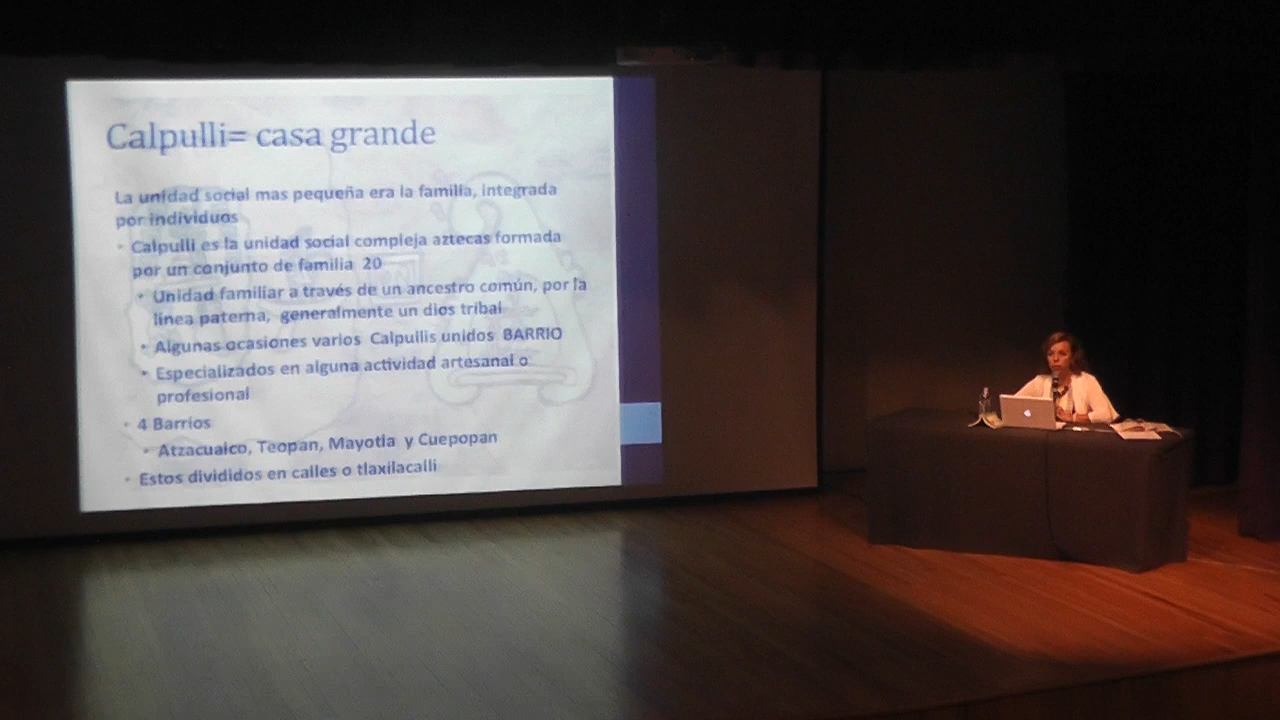 Calpulli= casa grande
La unidad social mas pequeña era la familia, integrada
por individuos
• Calpulli es la unidad social compleja aztecas formada
por un conjunto de familia 20
• Unidad familiar a través de un ancestro común, por la
linea paterna, generalmente un dios tribal
• Algunas ocasiones varios Calpullis unidos BARRIO
• Especializados en alguna actividad artesanal o
profesional
• 4 Barrios
• Atzacualco, Teopan, Mayotla y Cuepopan
• Estos divididos en calles o tlaxilacalli